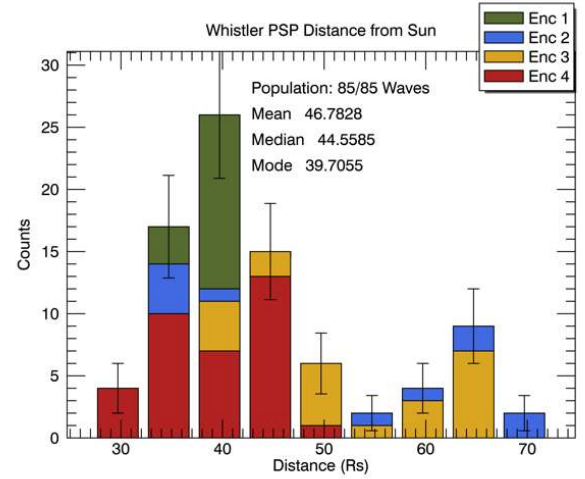 Whistler PSP Distance from Sun
Enc 1
Enc 2
Enc 3
Enc 4
Population: 85/85 Waves
Mean 46.7828
Median 44.5585
Mode 39.7055
30
25
20
15
10
5
0
Counts
30 40 50 60 70
Distance (Rs)